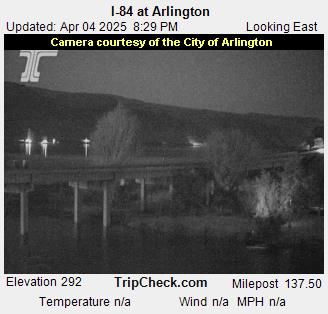 I-84 at Arlington
Updated: Apr 04 2025 8:29 PM Looking East
Camera courtesy of the City of Arlington
Elevation 292 TripCheck.com Milepost 137.50
Temperature n/a Wind n/a MPH n/a